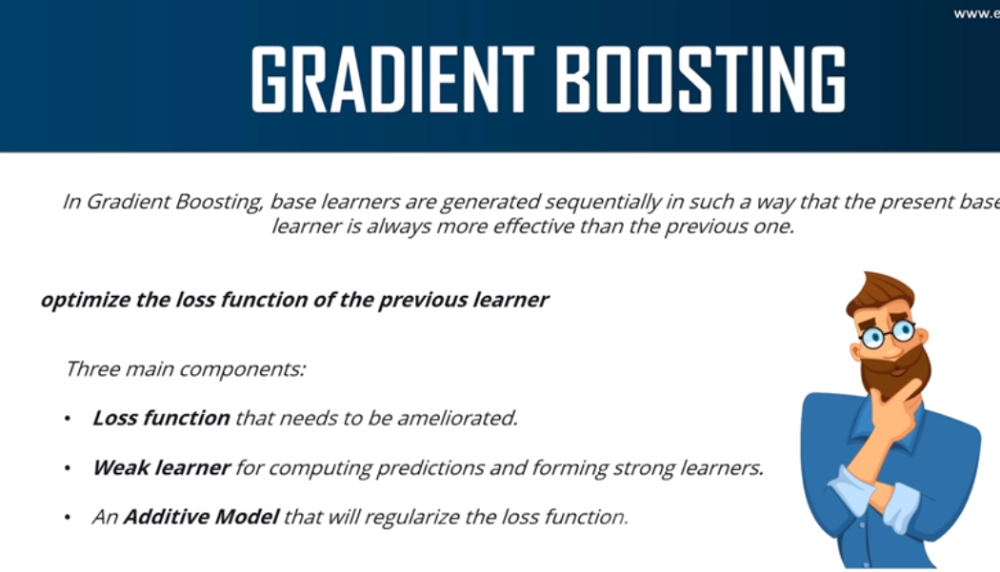 www.e
GRADIENT BOOSTING
In Gradient Boosting, base learners are generated sequentially in such a way that the present base
learner is always more effective than the previous one.
optimize the loss function of the previous learner
Three main components:
• Loss function that needs to be ameliorated.
• Weak learner for computing predictions and forming strong learners.
• An Additive Model that will regularize the loss function.